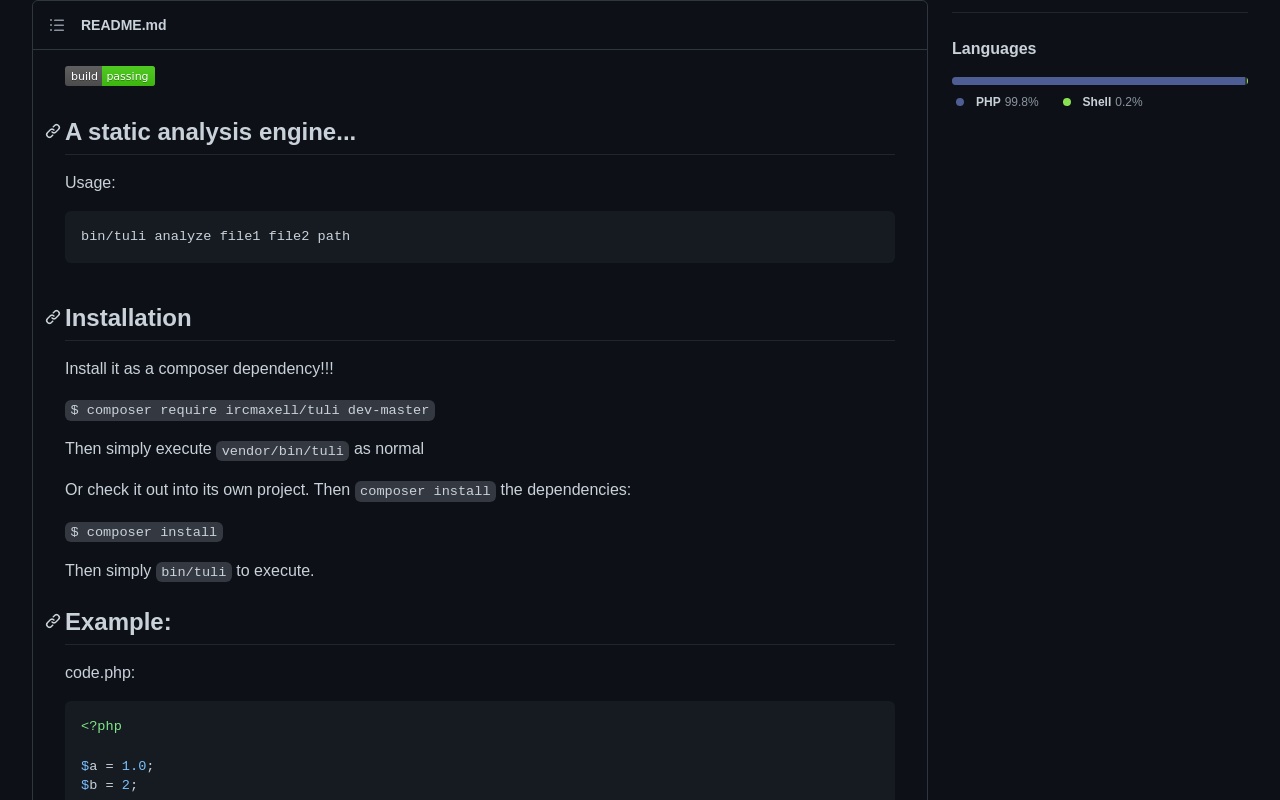 README.md
build passing
A static analysis engine...
Usage:
bin/tuli analyze file1 file2 path
Installation
Install it as a composer dependency!!!
$ composer require ircmaxell/tuli dev-master
Then simply execute vendor/bin/tuli as normal
Or check it out into its own project. Then composer install the dependencies:
$ composer install
Then simply bin/tuli to execute.
Example:
code.php:
<?php
$a = 1.0;
$b = 2;
Languages
PHP 99.8% Shell 0.2%